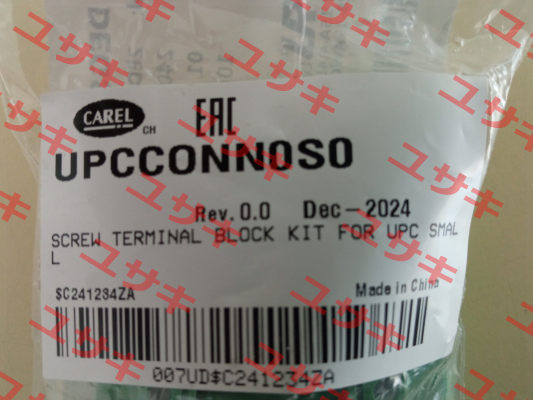 CAREL
CH
EAC
UPCCONN0S0
Rev.0.0 Dec-2024
SCREW TERMINAL BLOCK KIT FOR UPC SMAL
L
$C241234ZA
Made in China
007UD$C241234ZA
ユサキ